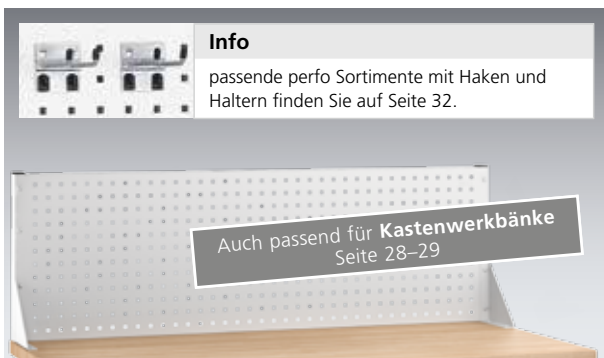 Info
passende perfo Sortimente mit Haken und
Haltern finden Sie auf Seite 32.
Auch passend für Kastenwerkbänke
Seite 28–29